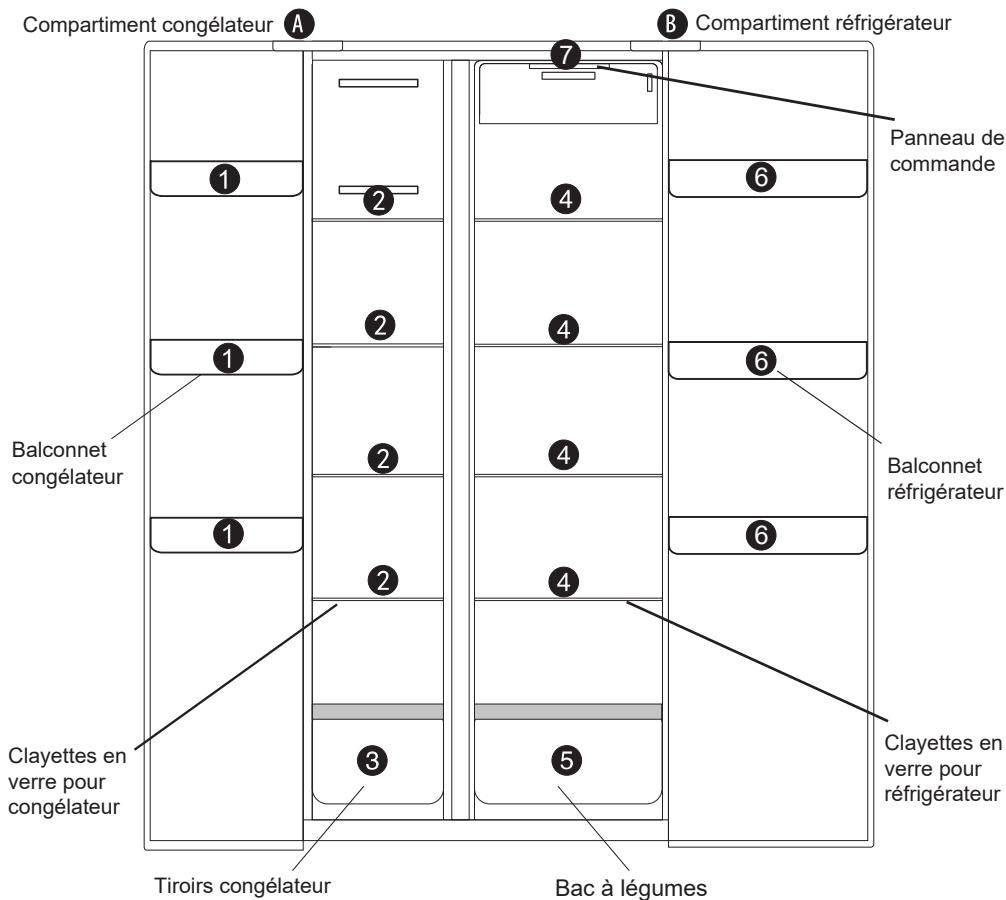 Compartiment congélateur A
B Compartiment réfrigérateur
7
Panneau de
commande
1
2
4
6
2
4
1
6
Balconnet
congélateur
2
4
Balconnet
réfrigérateur
1
6
2
4
Clayettes en
verre pour
congélateur
3
5
Clayettes en
verre pour
réfrigérateur
Tiroirs congélateur
Bac à légumes